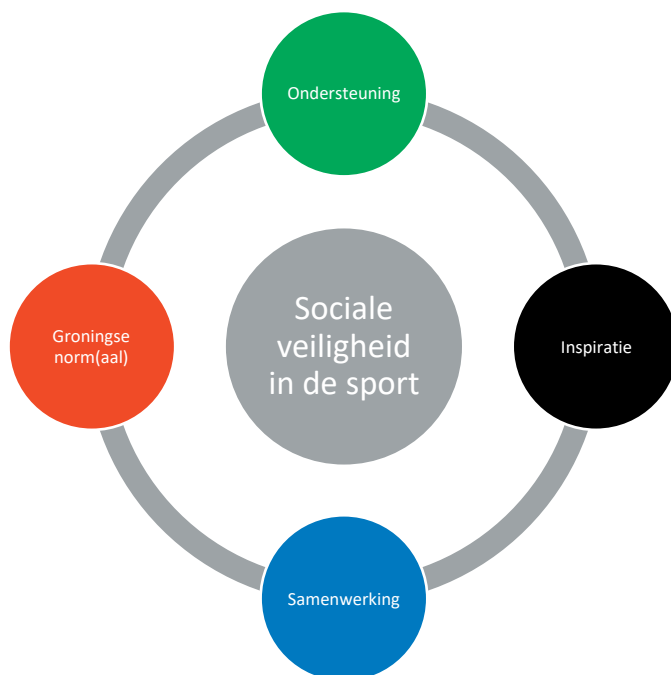 Ondersteuning
Groningse
norm(aal)
Sociale
veiligheid
in de sport
Inspiratie
Samenwerking